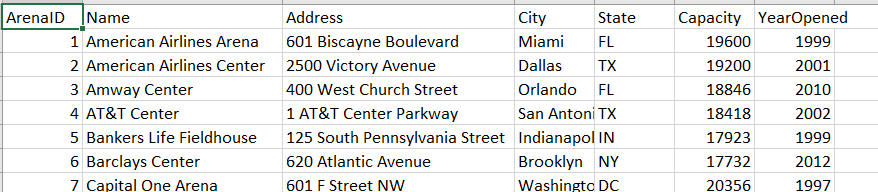 ArenaID Name Address City State Capacity YearOpened
1 American Airlines Arena 601 Biscayne Boulevard Miami FL 19600 1999
2 American Airlines Center 2500 Victory Avenue Dallas TX 19200 2001
3 Amway Center 400 West Church Street Orlando FL 18846 2010
4 AT&T Center 1 AT&T Center Parkway San Antoni TX 18418 2002
5 Bankers Life Fieldhouse 125 South Pennsylvania Street Indianapol IN 17923 1999
6 Barclays Center 620 Atlantic Avenue Brooklyn NY 17732 2012
7 Capital One Arena 601 F Street NW Washingtc DC 20356 1997